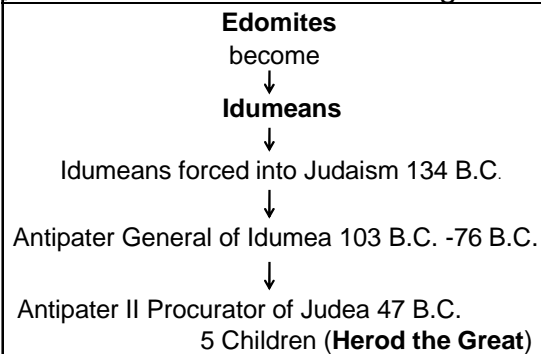 Edomites
become
↓
Idumeans
↓
Idumeans forced into Judaism 134 B.C.
↓
Antipater General of Idumea 103 B.C. -76 B.C.
↓
Antipater II Procurator of Judea 47 B.C.
5 Children (Herod the Great)